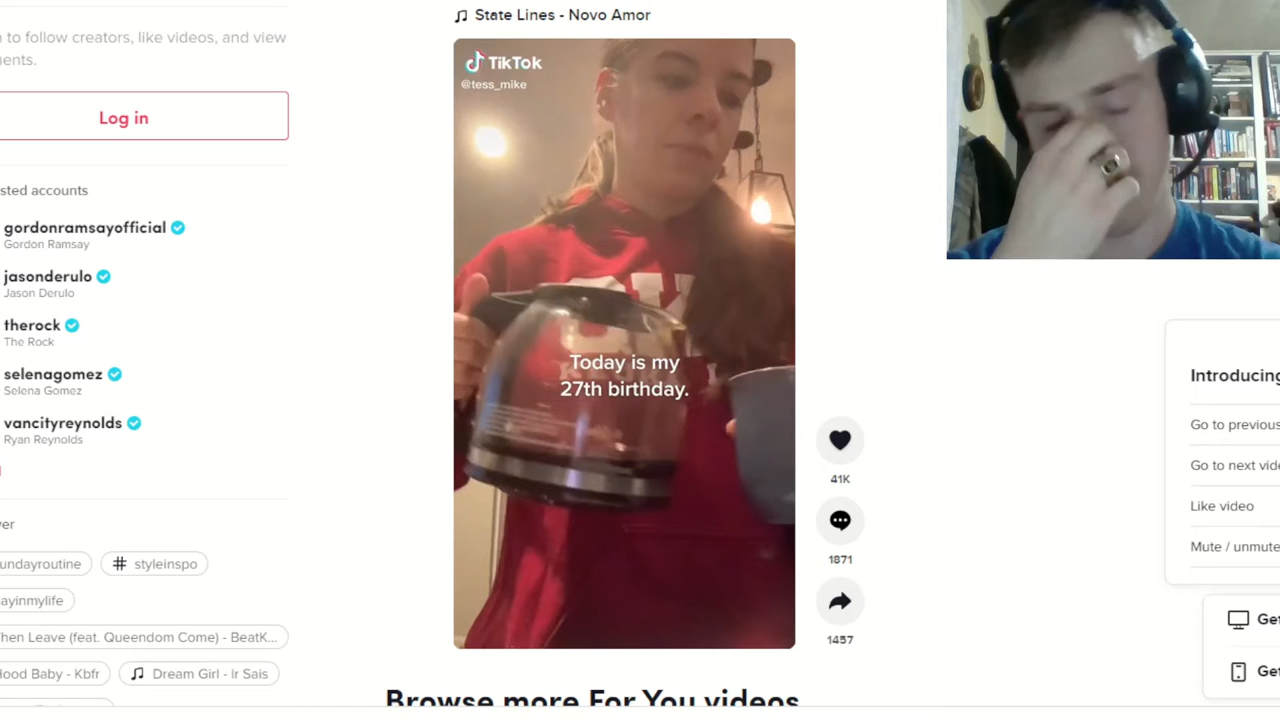 n to follow creators, like videos, and view
ents.
Log in
sted accounts
gordonramsayofficial
Gordon Ramsay
jasonderulo
Jason Derulo
therock
The Rock
selenagomez
Selena Gomez
vancityreynolds
Ryan Reynolds
ver
undayroutine
# styleinspo
ayinmylife
hen Leave (feat. Queendom Come) - BeatK...
Hood Baby - Kbfr
Dream Girl - Ir Sais
State Lines - Novo Amor
TikTok
@tess_mike
Today is my
27th birthday.
41K
1871
1457
Browse more For You videos
Introducing
Go to previous
Go to next vide
Like video
Mute / unmute
Get
Get